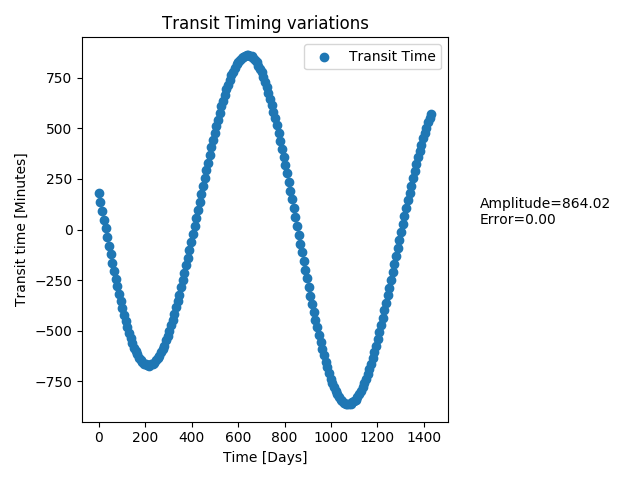 Transit Timing variations
Transit Time
Transit time [Minutes]
750
500
250
0
−250
−500
−750
0 200 400 600 800 1000 1200 1400
Time [Days]
Amplitude=864.02
Error=0.00